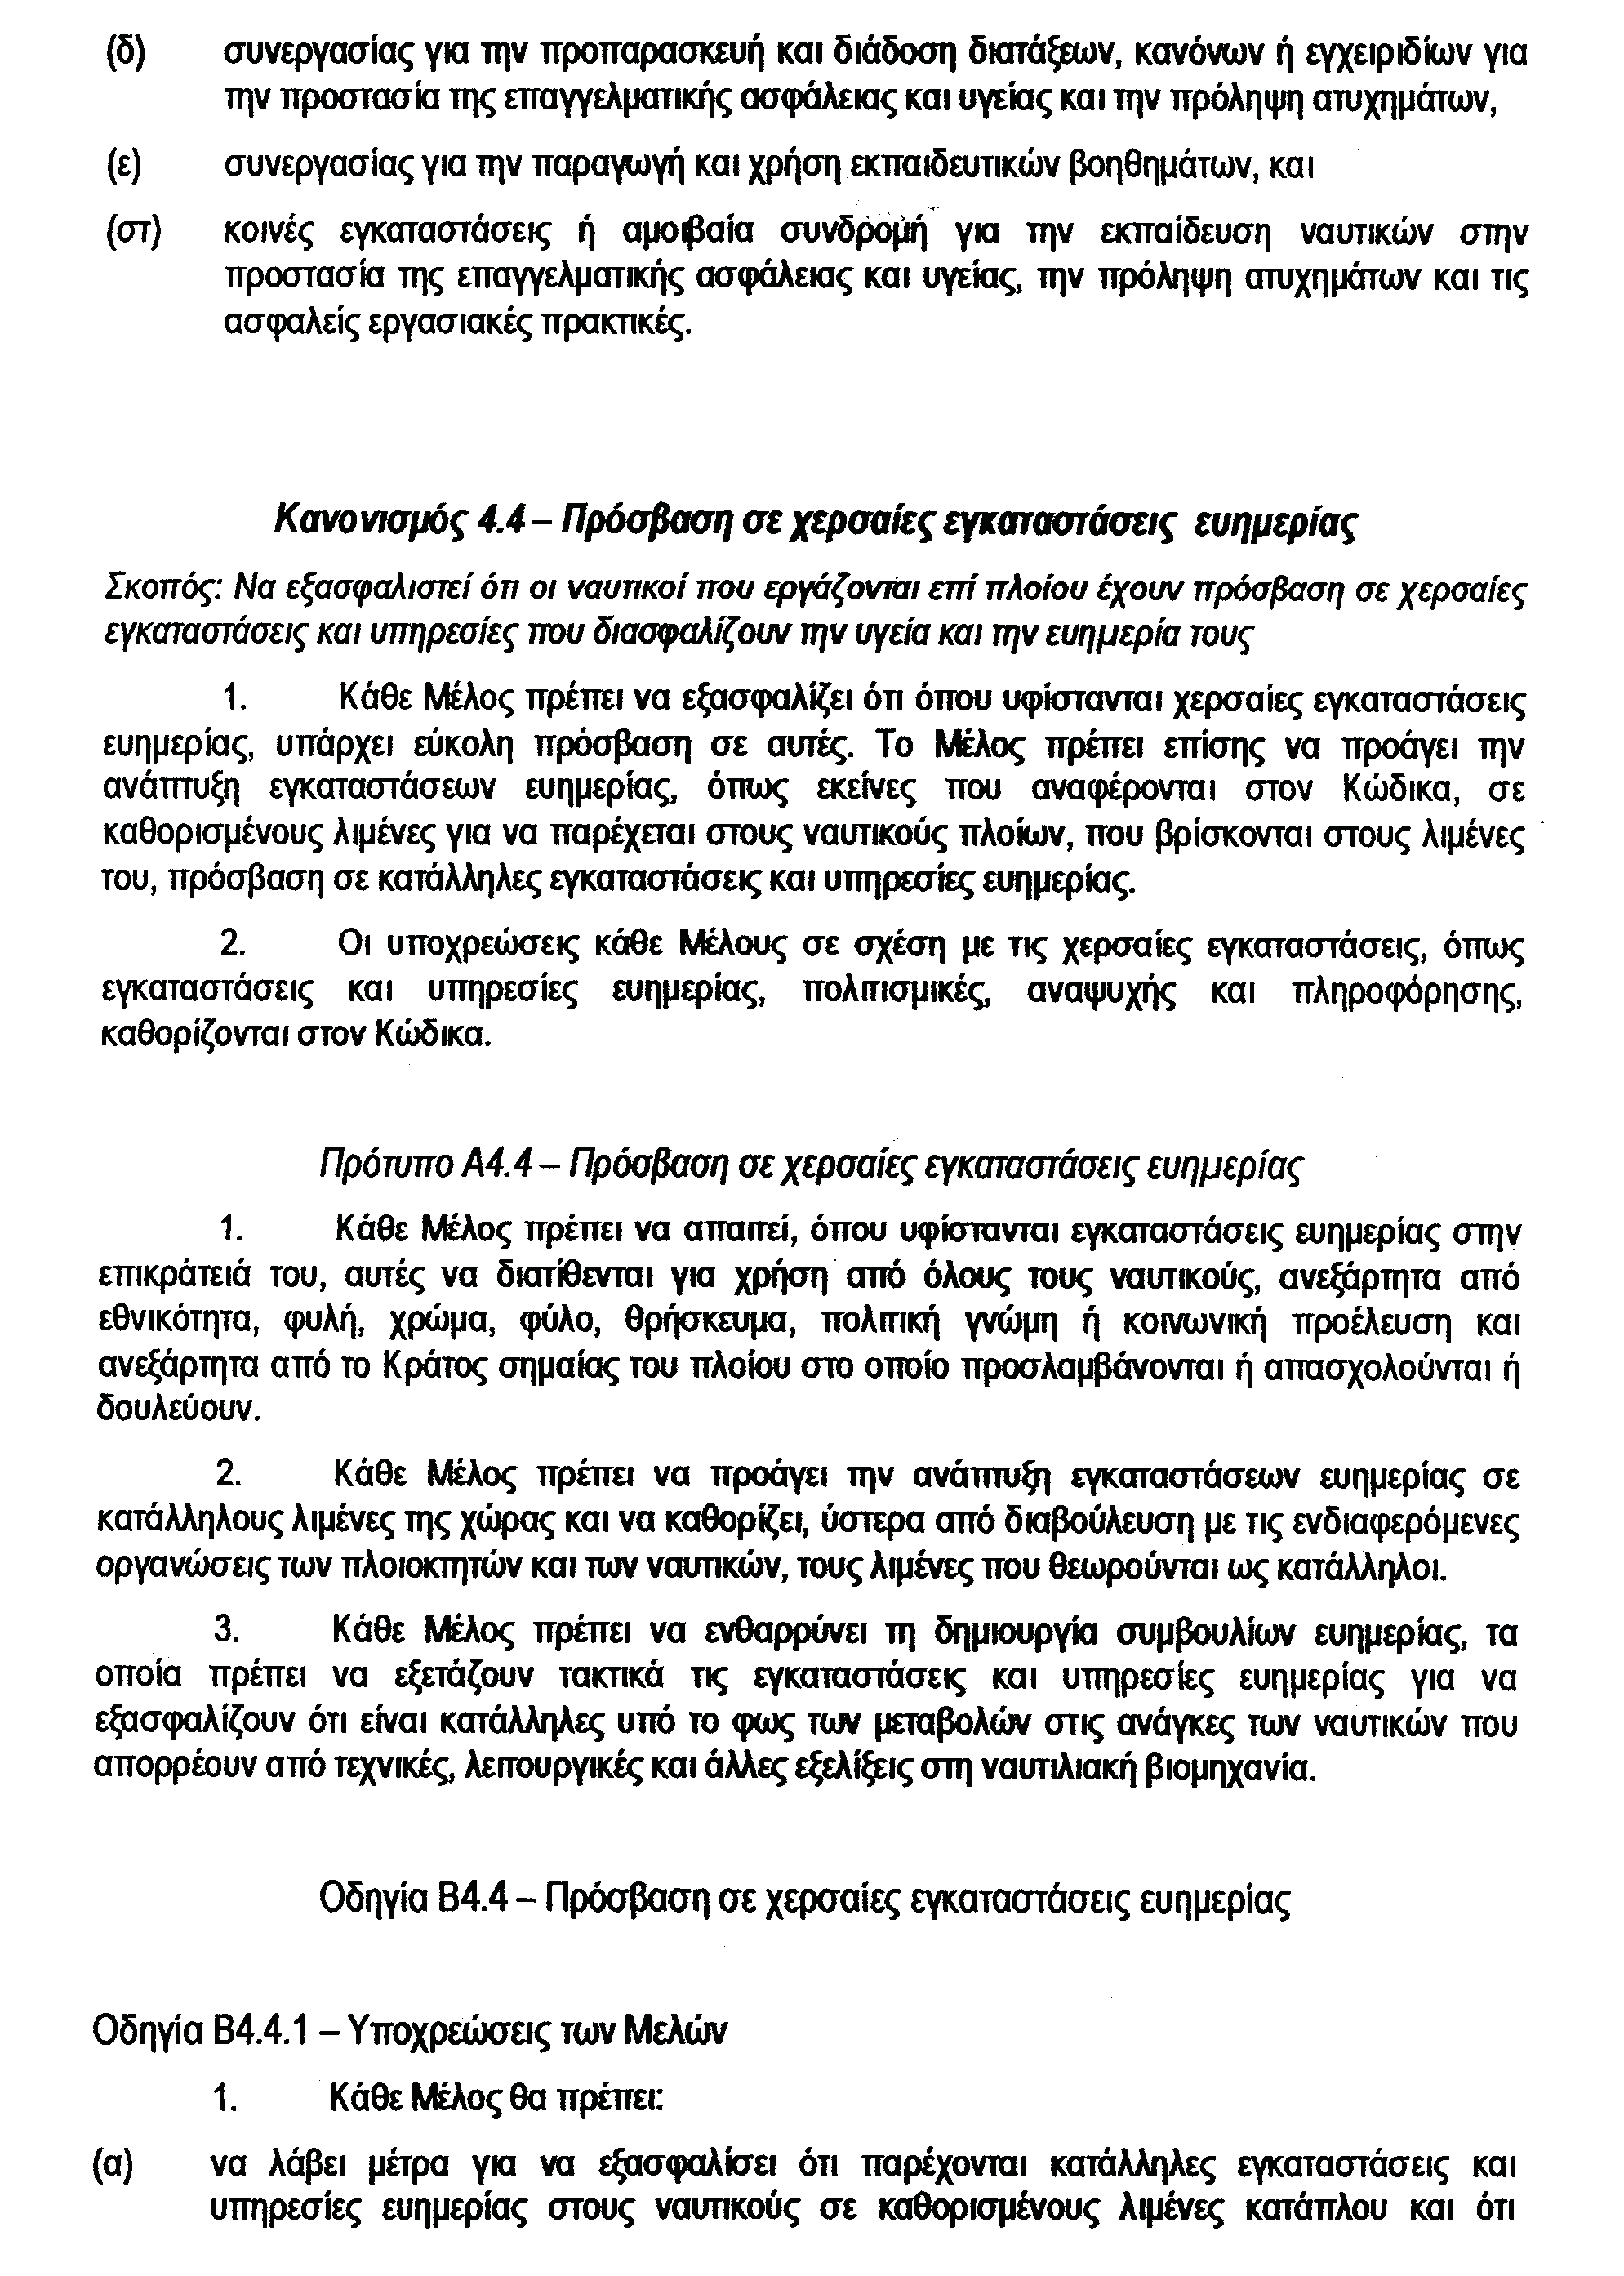 (δ) συνεργασίας για την προπαρασκευή και διάδοση διατάξεων, κανόνων ή εγχειριδίων για
την προστασία της επαγγελματικής ασφάλειας και υγείας και την πρόληψη ατυχημάτων,
(ε) συνεργασίας για την παραγωγή και χρήση εκπαιδευτικών βοηθημάτων, και
(στ) κοινές εγκαταστάσεις ή αμοιβαία συνδρομή για την εκπαίδευση ναυτικών στην
προστασία της επαγγελματικής ασφάλειας και υγείας, την πρόληψη ατυχημάτων και τις
ασφαλείς εργασιακές πρακτικές.
Κανονισμός 4.4 – Πρόσβαση σε χερσαίες εγκαταστάσεις ευημερίας
Σκοπός: Να εξασφαλιστεί ότι οι ναυτικοί που εργάζονται επί πλοίου έχουν πρόσβαση σε χερσαίες
εγκαταστάσεις και υπηρεσίες που διασφαλίζουν την υγεία και την ευημερία τους
1. Κάθε Μέλος πρέπει να εξασφαλίζει ότι όπου υφίστανται χερσαίες εγκαταστάσεις
ευημερίας, υπάρχει εύκολη πρόσβαση σε αυτές. Το Μέλος πρέπει επίσης να προάγει την
ανάπτυξη εγκαταστάσεων ευημερίας, όπως εκείνες που αναφέρονται στον Κώδικα, σε
καθορισμένους λιμένες για να παρέχεται στους ναυτικούς πλοίων, που βρίσκονται στους λιμένες
του, πρόσβαση σε κατάλληλες εγκαταστάσεις και υπηρεσίες ευημερίας.
2. Οι υποχρεώσεις κάθε Μέλους σε σχέση με τις χερσαίες εγκαταστάσεις, όπως
εγκαταστάσεις και υπηρεσίες ευημερίας, πολιτισμικές, αναψυχής και πληροφόρησης,
καθορίζονται στον Κώδικα.
Πρότυπο Α4.4 – Πρόσβαση σε χερσαίες εγκαταστάσεις ευημερίας
1. Κάθε Μέλος πρέπει να απαιτεί, όπου υφίστανται εγκαταστάσεις ευημερίας στην
επικράτειά του, αυτές να διατίθενται για χρήση από όλους τους ναυτικούς, ανεξάρτητα από
εθνικότητα, φυλή, χρώμα, φύλο, θρήσκευμα, πολιτική γνώμη ή κοινωνική προέλευση και
ανεξάρτητα από το Κράτος σημαίας του πλοίου στο οποίο προσλαμβάνονται ή απασχολούνται ή
δουλεύουν.
2. Κάθε Μέλος πρέπει να προάγει την ανάπτυξη εγκαταστάσεων ευημερίας σε
κατάλληλους λιμένες της χώρας και να καθορίζει, ύστερα από διαβούλευση με τις ενδιαφερόμενες
οργανώσεις των πλοιοκτητών και των ναυτικών, τους λιμένες που θεωρούνται ως κατάλληλοι.
3. Κάθε Μέλος πρέπει να ενθαρρύνει τη δημιουργία συμβουλίων ευημερίας, τα
οποία πρέπει να εξετάζουν τακτικά τις εγκαταστάσεις και υπηρεσίες ευημερίας για να
εξασφαλίζουν ότι είναι κατάλληλες υπό το φως των μεταβολών στις ανάγκες των ναυτικών που
απορρέουν από τεχνικές, λειτουργικές και άλλες εξελίξεις στη ναυτιλιακή βιομηχανία.
Οδηγία Β4.4 – Πρόσβαση σε χερσαίες εγκαταστάσεις ευημερίας
Οδηγία Β4.4.1 – Υποχρεώσεις των Μελών
1. Κάθε Μέλος θα πρέπει:
(α) να λάβει μέτρα για να εξασφαλίσει ότι παρέχονται κατάλληλες εγκαταστάσεις και
υπηρεσίες ευημερίας στους ναυτικούς σε καθορισμένους λιμένες κατάπλου και ότι